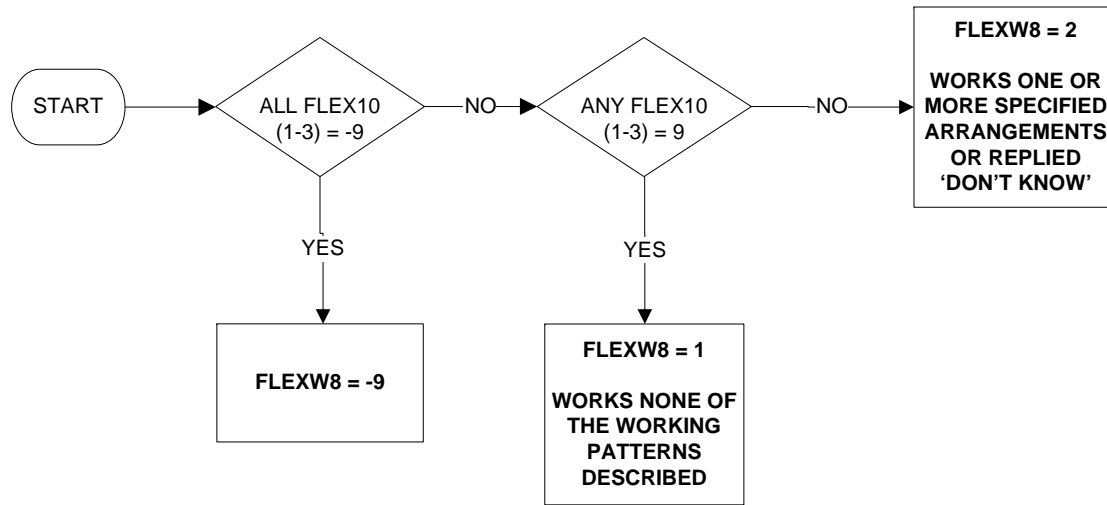 START
ALL FLEX10
(1-3) = -9
NO
ANY FLEX10
(1-3) = 9
NO
FLEXW8 = 2
WORKS ONE OR
MORE SPECIFIED
ARRANGEMENTS
OR REPLIED
‘DON’T KNOW’
YES
YES
FLEXW8 = -9
FLEXW8 = 1
WORKS NONE OF
THE WORKING
PATTERNS
DESCRIBED